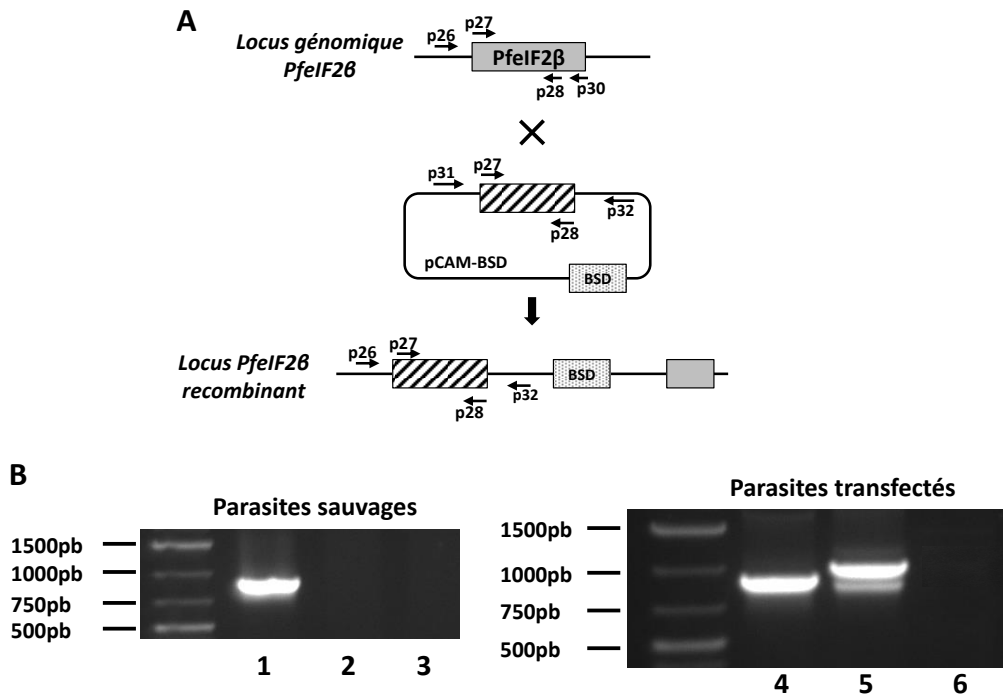 A
Locus génomique
PfeIF2β
p26
p27
PfeIF2β
p28
p30
p31
p27
p32
p28
pCAM-BSD
BSD
Locus PfeIF2β
recombinant
p26
p27
BSD
p28
p32
B
Parasites sauvages
1500pb
1000pb
750pb
500pb
1 2 3
Parasites transfectés
1500pb
1000pb
750pb
500pb
4 5 6